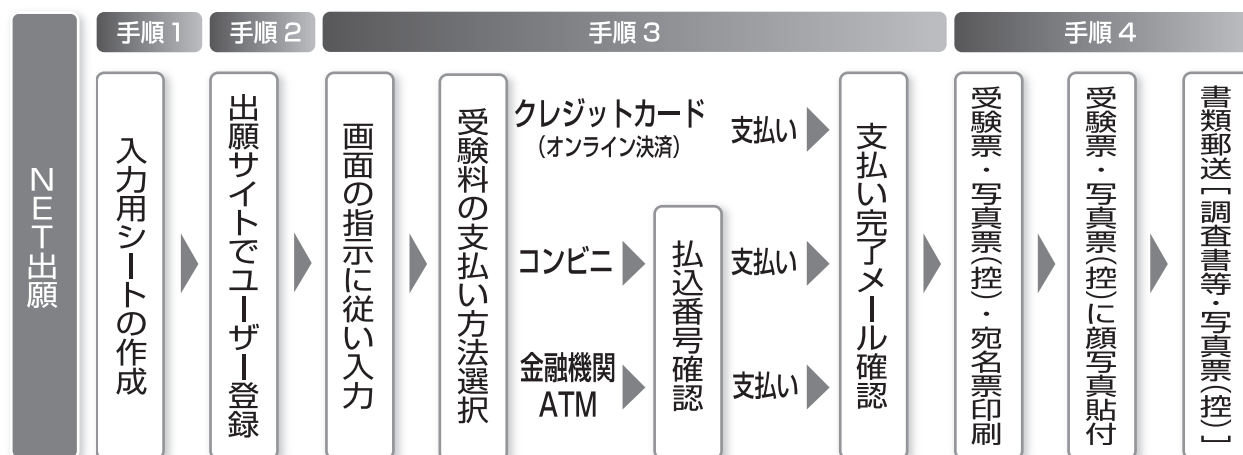 NET出願
手順1
手順2
手順3
手順4
入力用シートの作成
出願サイトでユーザー登録
画面の指示に従い入力
受験料の支払い方法選択
クレジットカード
(オンライン決済)
支払い
コンビニ
金融機関
ATM
払込番号確認
支払い
支払い
支払い完了メール確認
受験票・写真票(控)・宛名票印刷
受験票・写真票(控)に顔写真貼付
書類郵送[調査書等・写真票(控)]